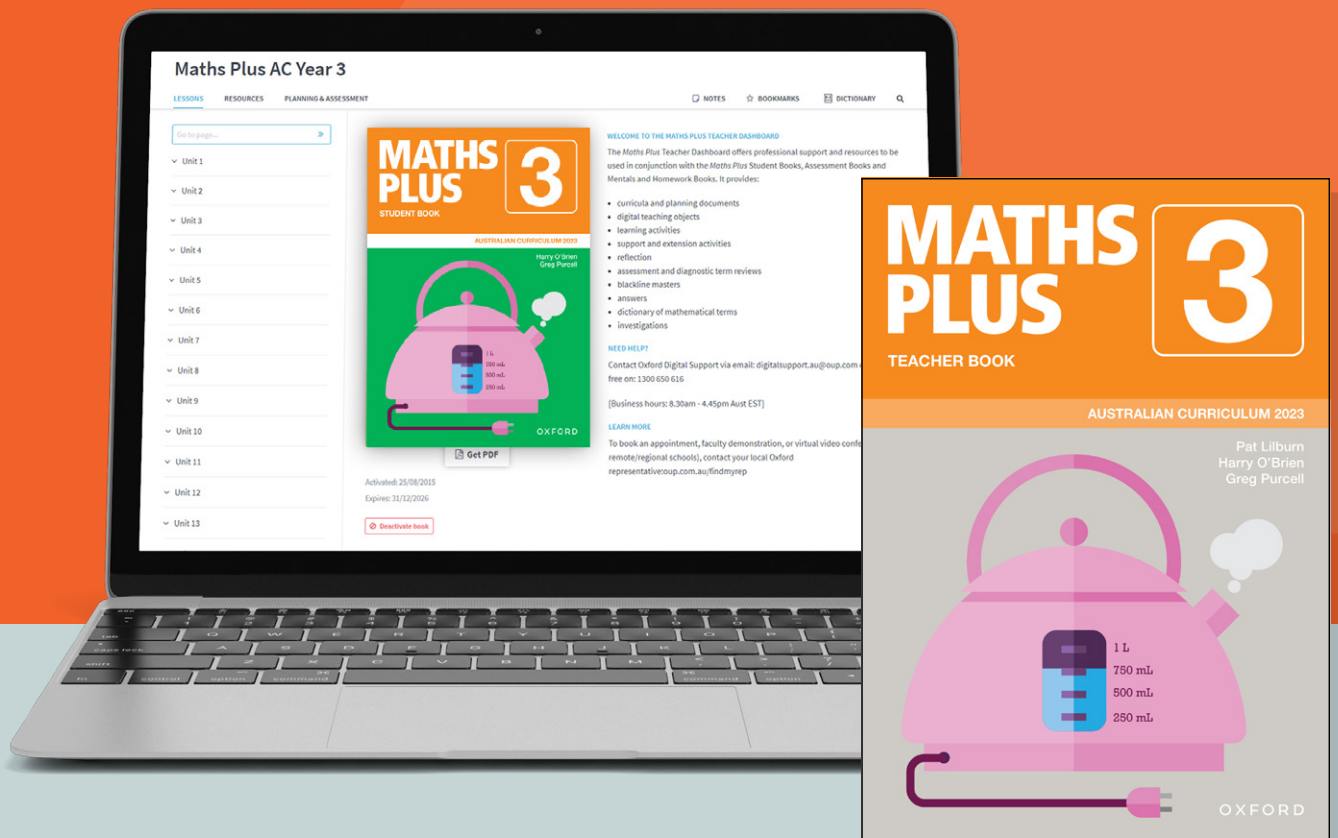 Maths Plus AC Year 3
LESSONS RESOURCES PLANNING & ASSESSMENT
NOTES BOOKMARKS DICTIONARY
Go to page...
Unit 1
Unit 2
Unit 3
Unit 4
Unit 5
Unit 6
Unit 7
Unit 8
Unit 9
Unit 10
Unit 11
Unit 12
Unit 13
MATHS
PLUS
3
STUDENT BOOK
AUSTRALIAN CURRICULUM 2023
Harry O'Brien
Greg Purcell
1 L
750 mL
500 mL
250 mL
OXFORD
Get PDF
Activated: 25/08/2015
Expires: 31/12/2026
Deactivate book
WELCOME TO THE MATHS PLUS TEACHER DASHBOARD
The Maths Plus Teacher Dashboard offers professional support and resources to be
used in conjunction with the Maths Plus Student Books, Assessment Books and
Mentals and Homework Books. It provides:
• curricula and planning documents
• digital teaching objects
• learning activities
• support and extension activities
• reflection
• assessment and diagnostic term reviews
• blackline masters
• answers
• dictionary of mathematical terms
• investigations
NEED HELP?
Contact Oxford Digital Support via email: digitalsupport.au@oup.com
free on: 1300 650 616
[Business hours: 8.30am - 4.45pm Aust EST]
LEARN MORE
To book an appointment, faculty demonstration, or virtual video
remote/regional schools), contact your local Oxford
representative:oup.com.au/findmyrep
MATHS
PLUS
3
TEACHER BOOK
AUSTRALIAN CURRICULUM 2023
Pat Lilburn
Harry O'Brien
Greg Purcell
1 L
750 mL
500 mL
250 mL
OXFORD